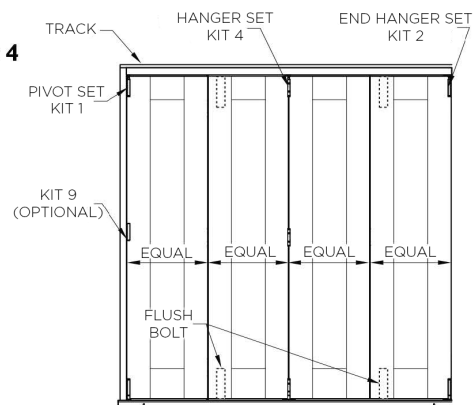 4
TRACK
HANGER SET
KIT 4
END HANGER SET
KIT 2
PIVOT SET
KIT 1
KIT 9
(OPTIONAL)
EQUAL EQUAL EQUAL EQUAL
FLUSH
BOLT